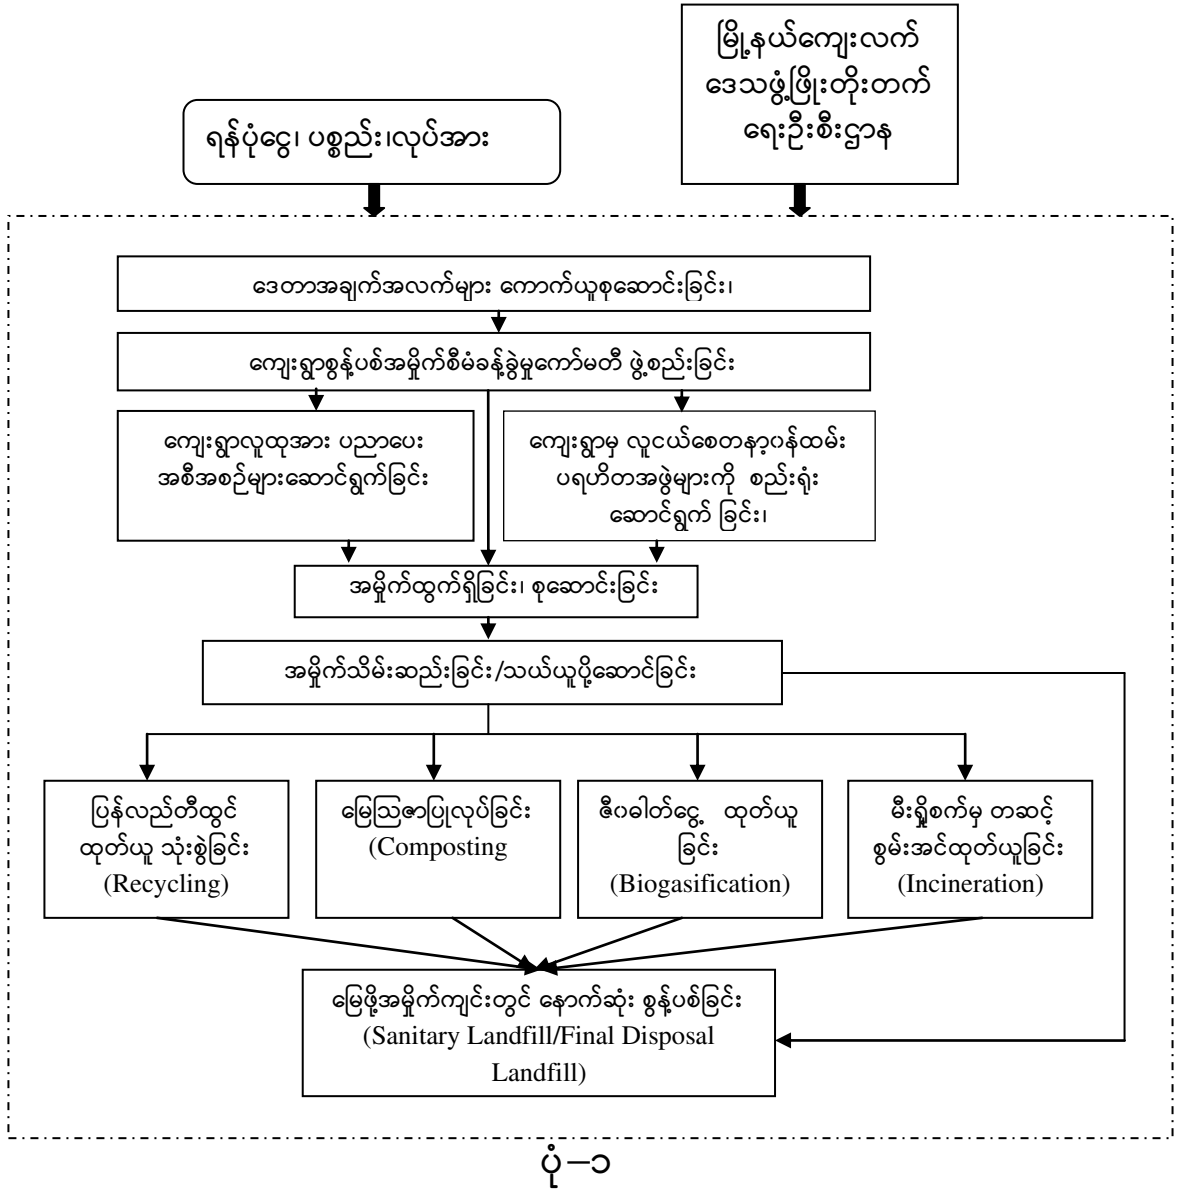 မြို့နယ်ကျေးလက်
ဒေသဖွံ့ဖြိုးတိုးတက်
ရေးဦးစီးဌာန
ရန်ပုံငွေ၊ ပစ္စည်း၊လုပ်အား
ဒေတာအချက်အလက်များ ကောက်ယူစုဆောင်းခြင်း၊
ကျေးရွာစွန့်ပစ်အမှိုက်စီမံခန့်ခွဲမှုကော်မတီ ဖွဲ့စည်းခြင်း
ကျေးရွာလူထုအား ပညာပေး
အစီအစဉ်များဆောင်ရွက်ခြင်း
ကျေးရွာမှ လူငယ်စေတနာ့ဝန်ထမ်း
ပရဟိတအဖွဲများကို စည်းရုံး
ဆောင်ရွက် ခြင်း၊
အမှိုက်ထွက်ရှိခြင်း၊ စုဆောင်းခြင်း
အမှိုက်သိမ်းဆည်းခြင်း/သယ်ယူပို့ဆောင်ခြင်း
ပြန်လည်တီထွင်
ထုတ်ယူ သုံးစွဲခြင်း
(Recycling)
မြေသြဇာပြုလုပ်ခြင်း
(Composting
ဇီဝဓါတ်ငွေ့ ထုတ်ယူ
ခြင်း
(Biogasification)
မီးရှို့စက်မှ တဆင့်
စွမ်းအင်ထုတ်ယူခြင်း
(Incineration)
မြေဖို့အမှိုက်ကျင်းတွင် နောက်ဆုံး စွန့်ပစ်ခြင်း
(Sanitary Landfill/Final Disposal
Landfill)
ပုံ−၁